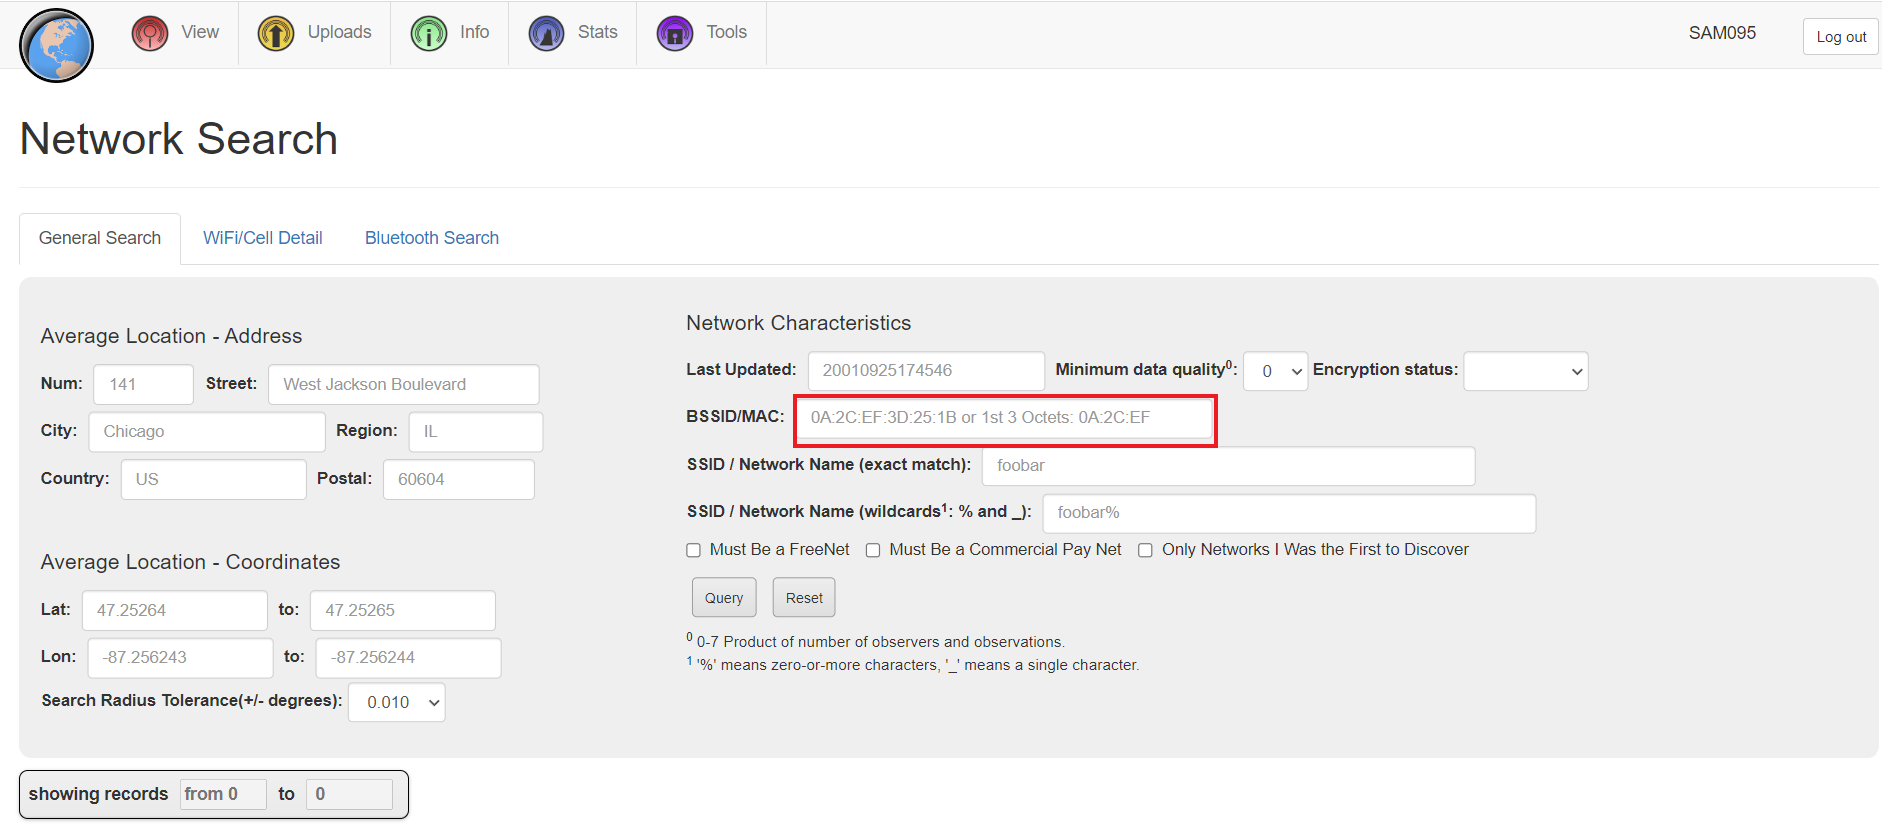 View Uploads Info Stats Tools SAM095 Log out
Network Search
General Search WiFi/Cell Detail Bluetooth Search
Average Location - Address
Num: 141 Street: West Jackson Boulevard
City: Chicago Region: IL
Country: US Postal: 60604
Average Location - Coordinates
Lat: 47.25264 to: 47.25265
Lon: -87.256243 to: -87.256244
Search Radius Tolerance(+/- degrees): 0.010
Network Characteristics
Last Updated: 20010925174546 Minimum data quality0: 0 Encryption status:
BSSID/MAC: 0A:2C:EF:3D:25:1B or 1st 3 Octets: 0A:2C:EF
SSID / Network Name (exact match): foobar
SSID / Network Name (wildcards1: % and _): foobar%
Must Be a FreeNet Must Be a Commercial Pay Net Only Networks I Was the First to Discover
Query Reset
0 0-7 Product of number of observers and observations.
1 '%' means zero-or-more characters, '_' means a single character.
showing records from 0 to 0